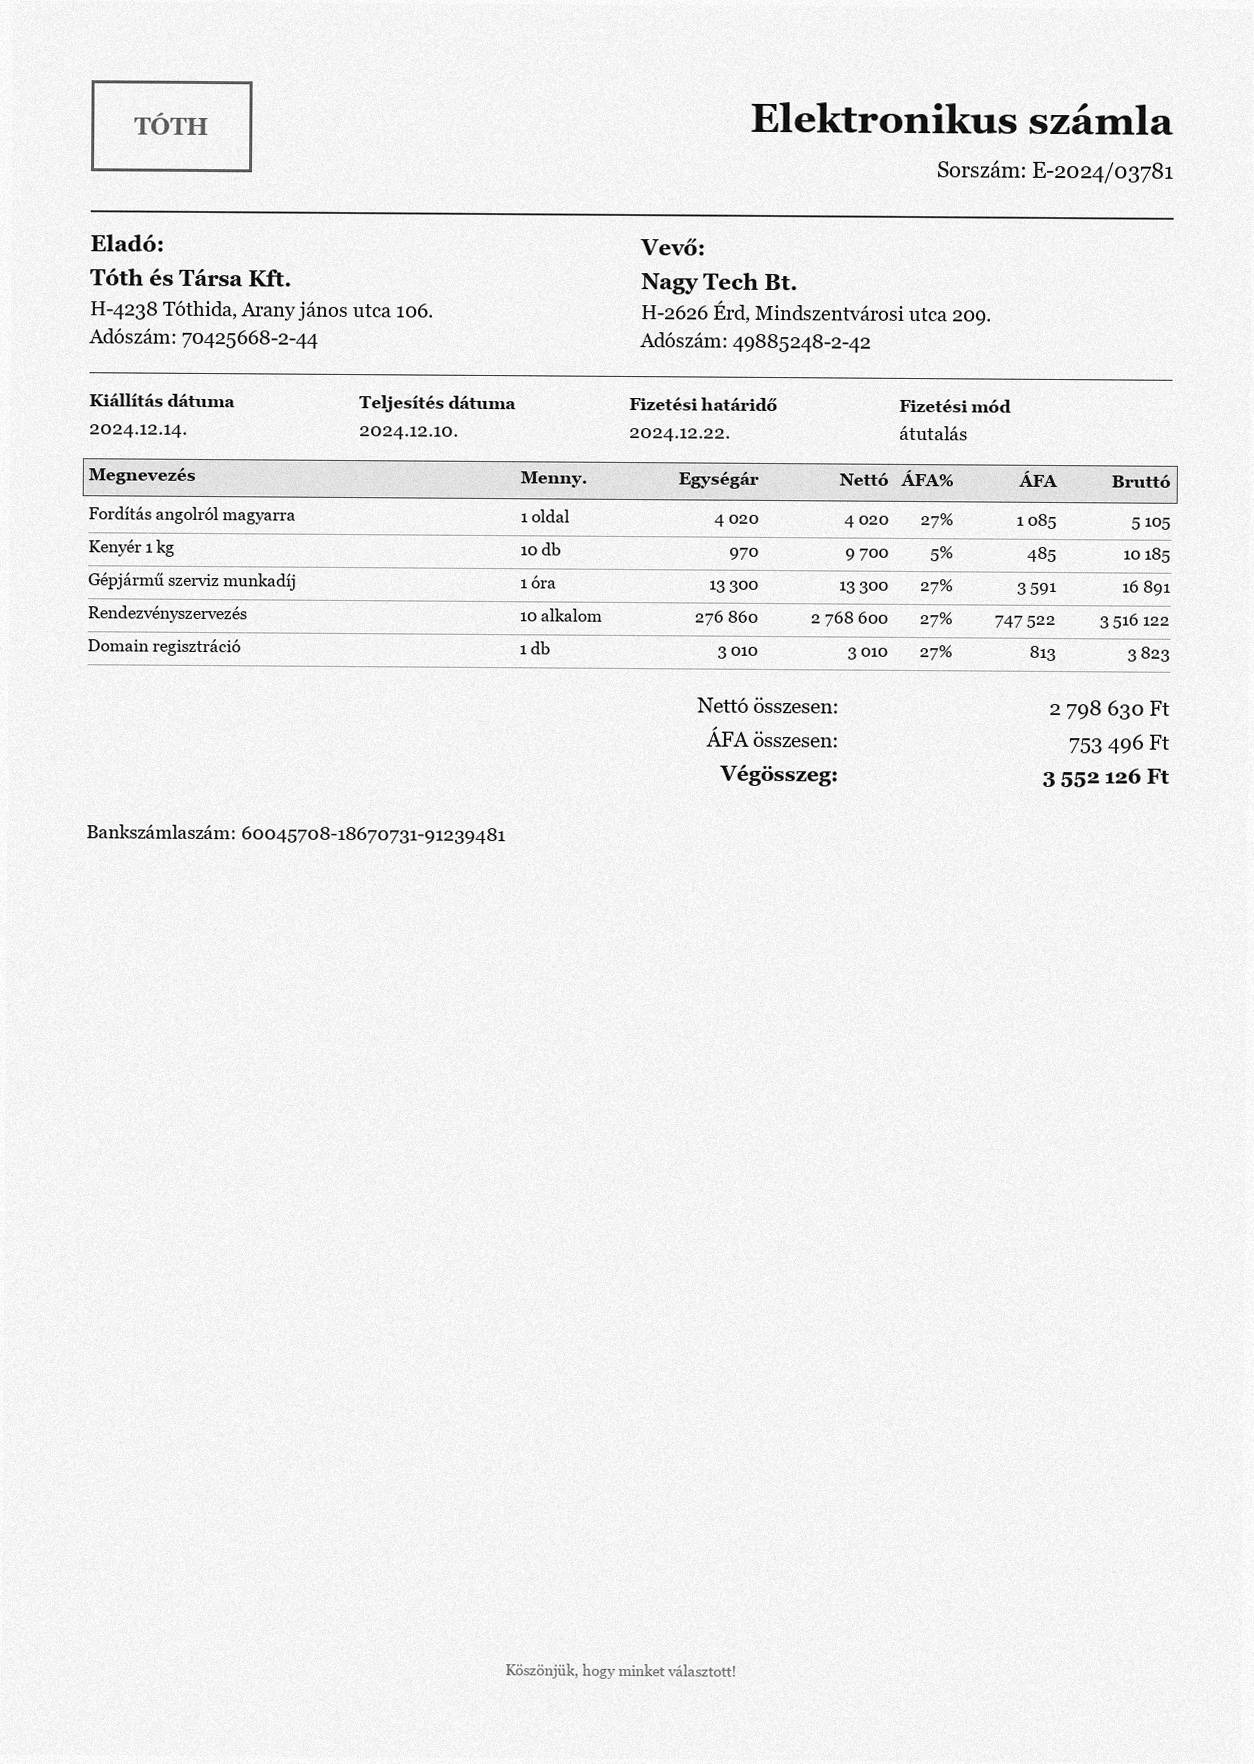 TÓTH
Elektronikus számla
Sorszám: E-2024/03781
Eladó:
Tóth és Társa Kft.
H-4238 Tóthida, Arany jános utca 106.
Adószám: 70425668-2-44
Vevő:
Nagy Tech Bt.
H-2626 Érd, Mindszentvárosi utca 209.
Adószám: 49885248-2-42
Kiállítás dátuma Teljesítés dátuma Fizetési határidő Fizetési mód
2024.12.14. 2024.12.10. 2024.12.22. átutalás
Megnevezés Menny. Egységár Nettó ÁFA% ÁFA Bruttó
Fordítás angolról magyarra 1 oldal 4 020 4 020 27% 1 085 5 105
Kenyér 1 kg 10 db 970 9 700 5% 485 10 185
Gépjármű szerviz munkadíj 1 óra 13 300 13 300 27% 3 591 16 891
Rendezvényszervezés 10 alkalom 276 860 2 768 600 27% 747 522 3 516 122
Domain regisztráció 1 db 3 010 3 010 27% 813 3 823
Nettó összesen: 2 798 630 Ft
ÁFA összesen: 753 496 Ft
Végösszeg: 3 552 126 Ft
Bankszámlaszám: 60045708-18670731-91239481
Köszönjük, hogy minket választott!